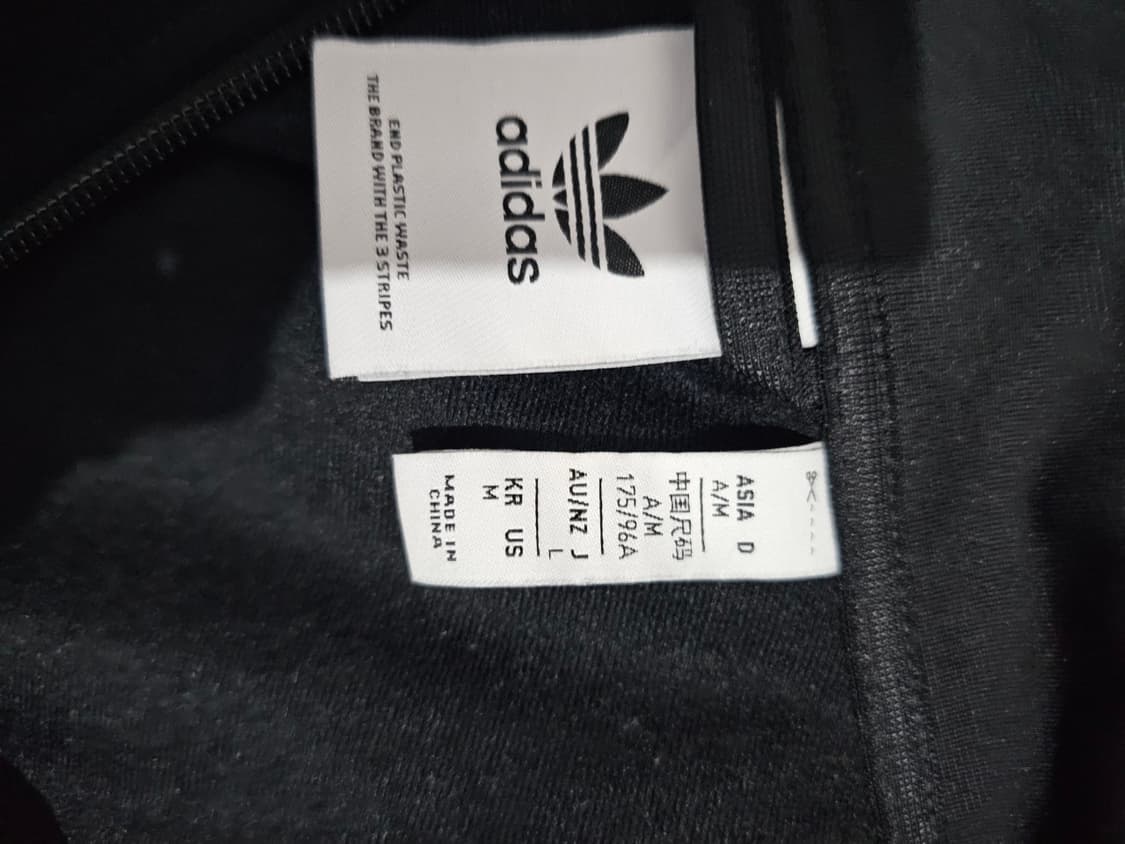 adidas
END PLASTIC WASTE
THE BRAND WITH THE 3 STRIPES
ASIA D
A/M
中国尺码
A/M
175/96A
AU/NZ J
L
KR US
M
MADE IN
CHINA